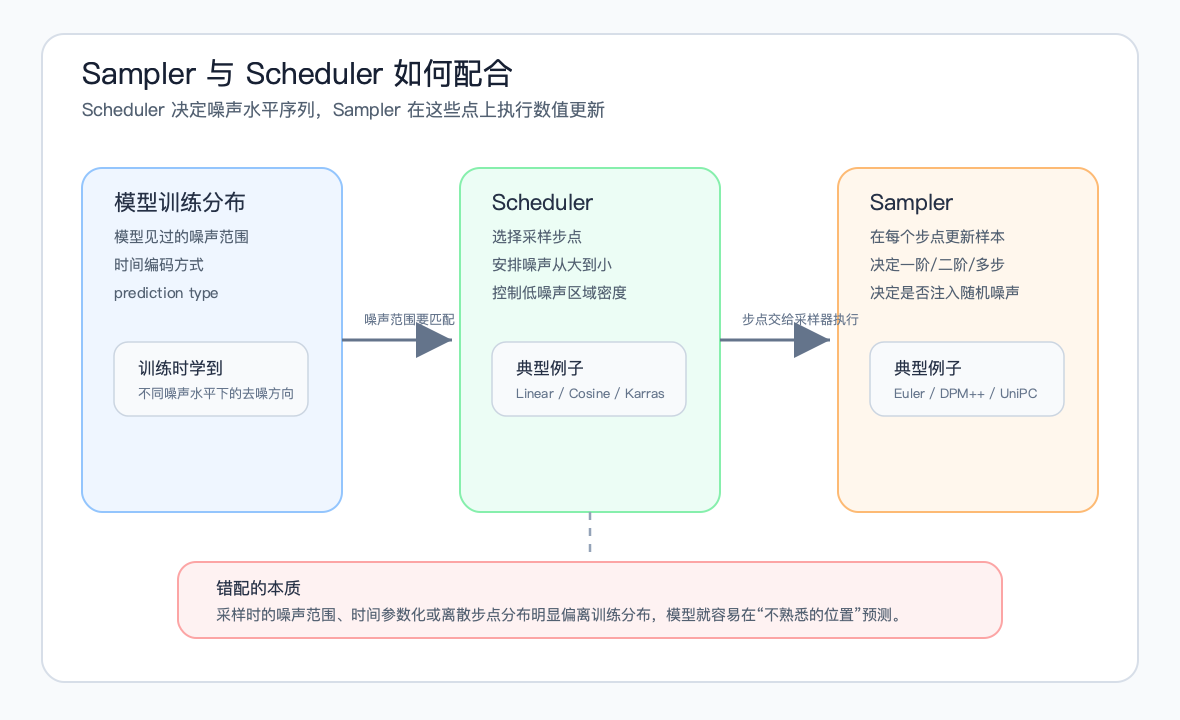 Sampler 与 Scheduler 如何配合
Scheduler 决定噪声水平序列，Sampler 在这些点上执行数值更新
模型训练分布
模型见过的噪声范围
时间编码方式
prediction type
训练时学到
不同噪声水平下的去噪方向
噪声范围要匹配
Scheduler
选择采样步点
安排噪声从大到小
控制低噪声区域密度
典型例子
Linear / Cosine / Karras
步点交给采样器执行
Sampler
在每个步点更新样本
决定一阶/二阶/多步
决定是否注入随机噪声
典型例子
Euler / DPM++ / UniPC
错配的本质
采样时的噪声范围、时间参数化或离散步点分布明显偏离训练分布，模型就容易在“不熟悉的位置”预测。